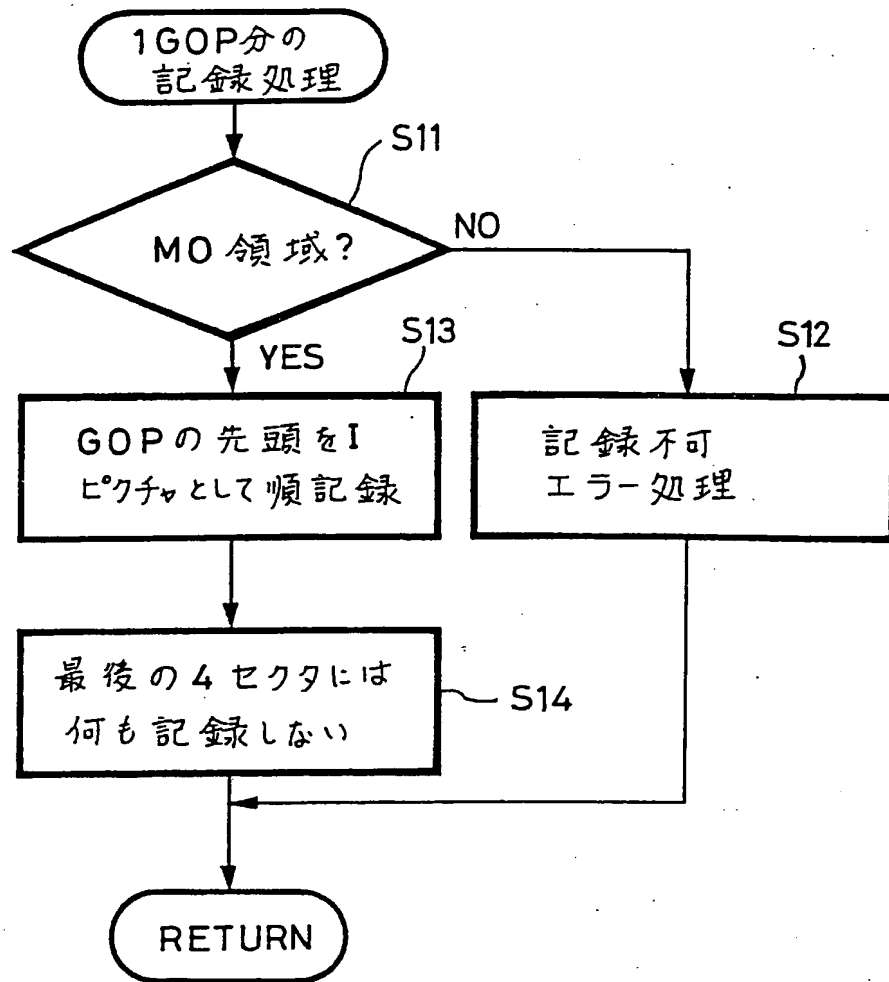 1GOP分の
記録処理
S11
MO領域?
NO
YES
S13
S12
GOPの先頭をI
ピクチャとして順記録
記録不可
エラー処理
最後の4セクタには
何も記録しない
S14
RETURN